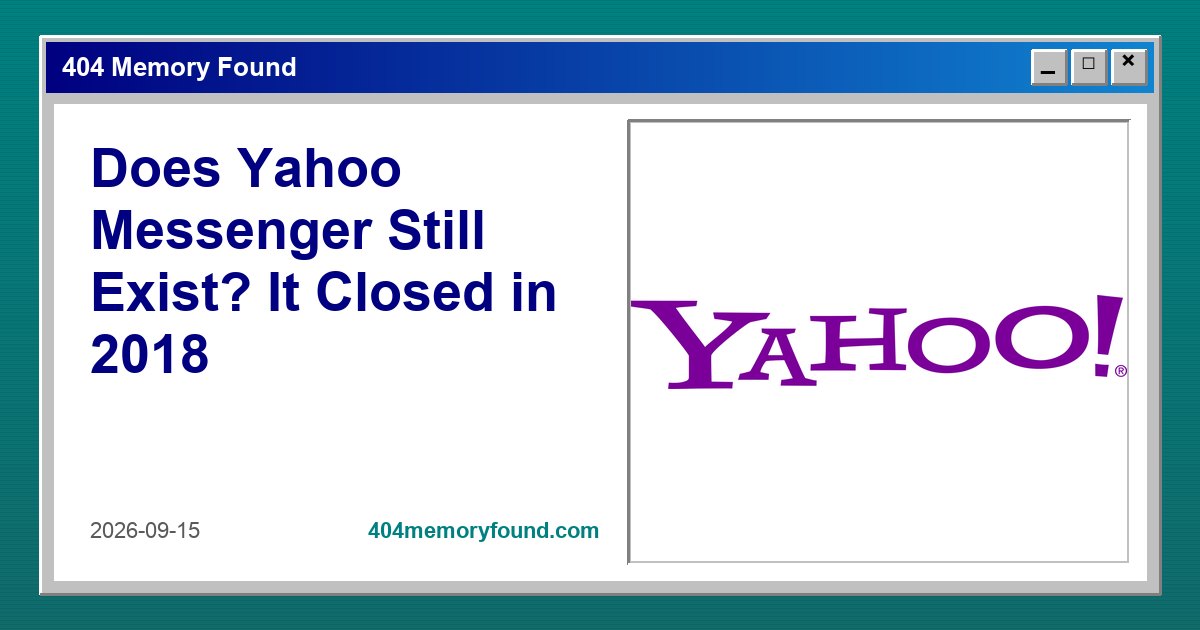 404 Memory Found
Does Yahoo
Messenger Still
Exist? It Closed in
2018
YAHOO!®
2026-09-15
404memoryfound.com